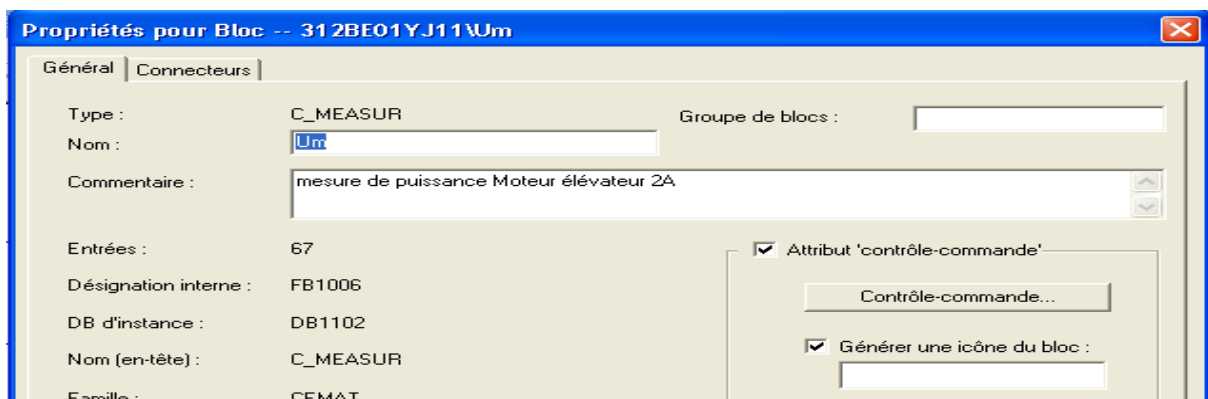 Propriétés pour Bloc -- 312BE01YJ11\Um
Général Connecteurs
Type : C_MEASUR Groupe de blocs :
Nom : Um
Commentaire : mesure de puissance Moteur élévateur 2A
Entrées : 67 Attribut 'contrôle-commande'
Désignation interne : FB1006 Contrôle-commande...
DB d'instance : DB1102
Nom (en-tête) : C_MEASUR Générer une icône du bloc :
Famille : CEMAT